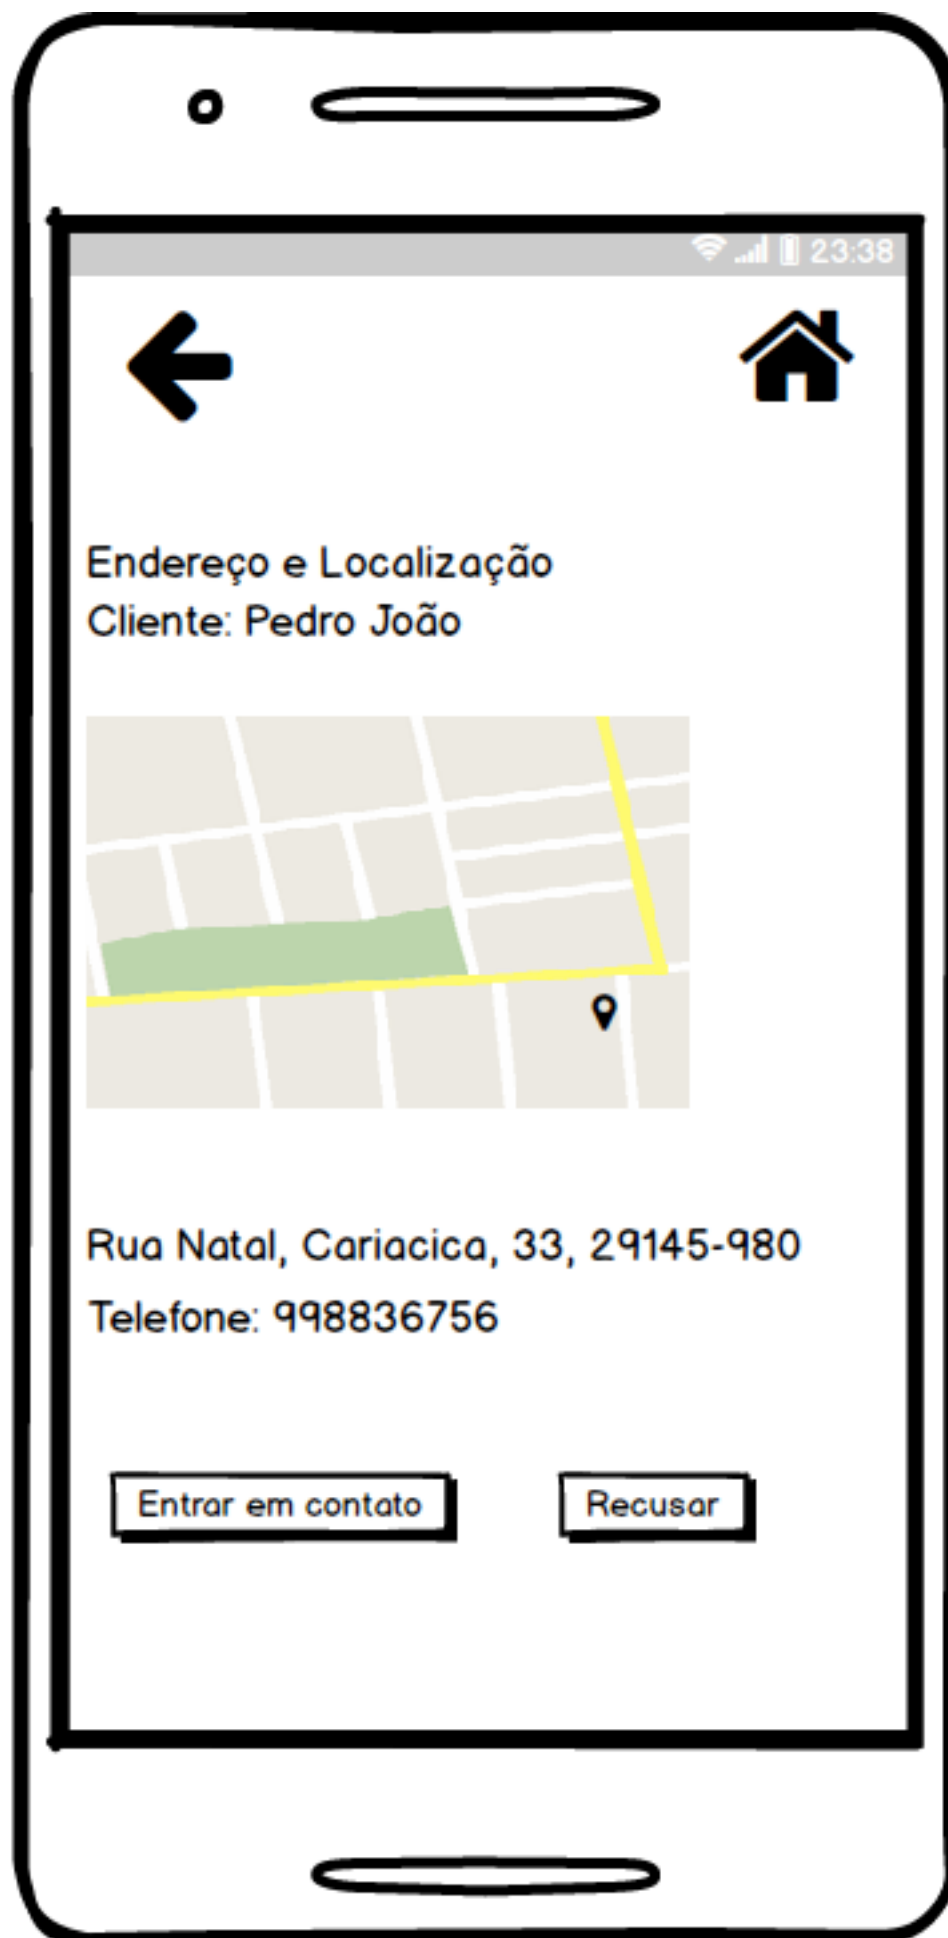 23:38
Endereço e Localização
Cliente: Pedro João
Rua Natal, Cariacica, 33, 29145-980
Telefone: 998836756
Entrar em contato
Recusar